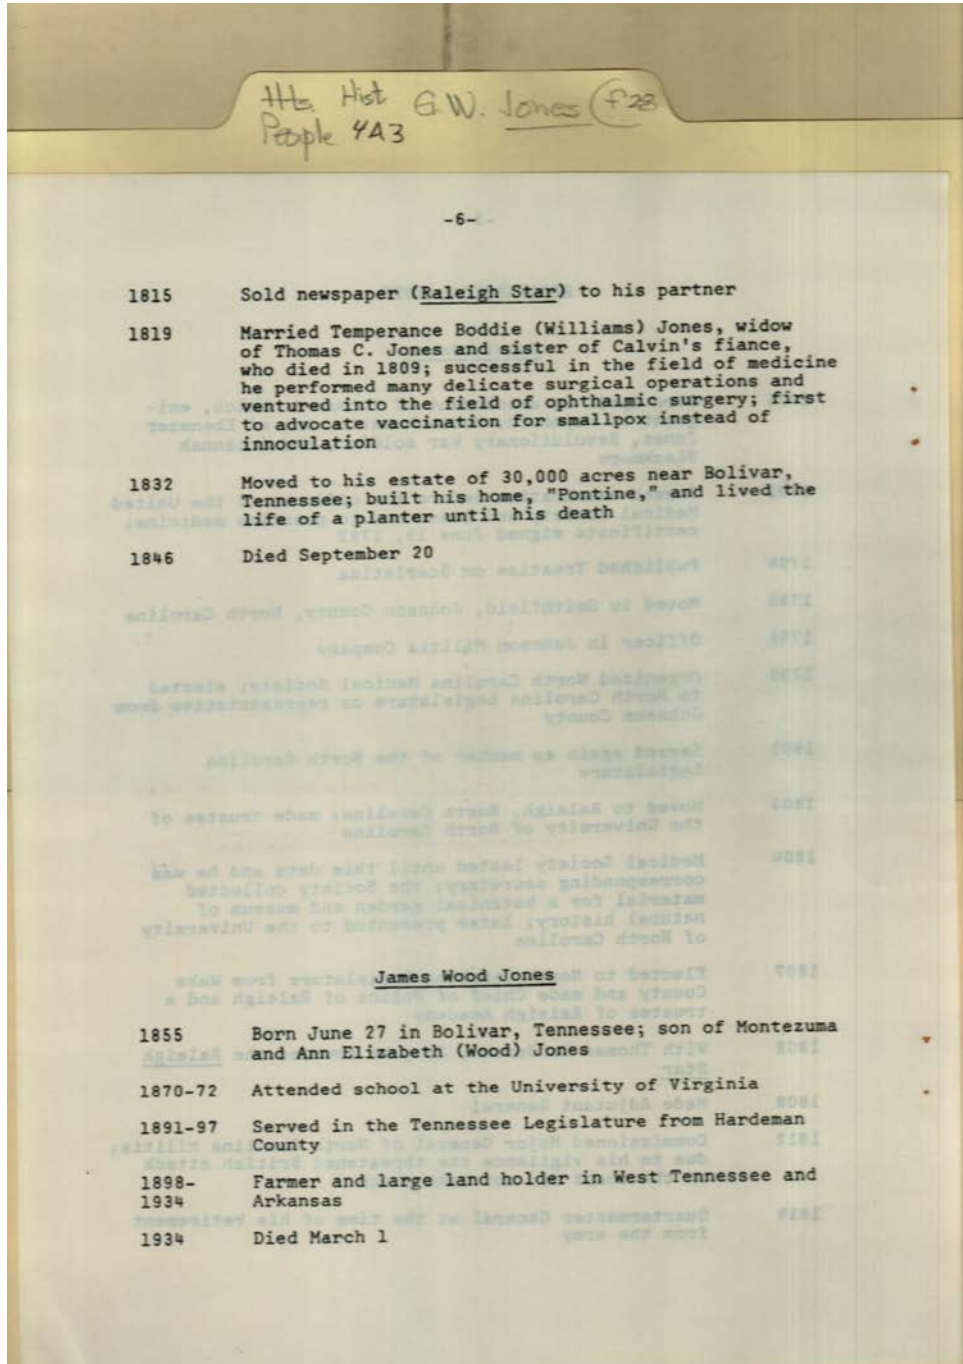 Hist G.W. Jones f28
People 4A3
-6-
1815 Sold newspaper (Raleigh Star) to his partner
1819 Married Temperance Boddie (Williams) Jones, widow
of Thomas C. Jones and sister of Calvin's fiance,
who died in 1809; successful in the field of medicine
he performed many delicate surgical operations and
ventured into the field of ophthalmic surgery; first
to advocate vaccination for smallpox instead of
innoculation
1832 Moved to his estate of 30,000 acres near Bolivar,
Tennessee; built his home, "Pontine," and lived the
life of a planter until his death
1846 Died September 20
James Wood Jones
1855 Born June 27 in Bolivar, Tennessee; son of Montezuma
and Ann Elizabeth (Wood) Jones
1870-72 Attended school at the University of Virginia
1891-97 Served in the Tennessee Legislature from Hardeman
County
1898- Farmer and large land holder in West Tennessee and
1934 Arkansas
1934 Died March 1